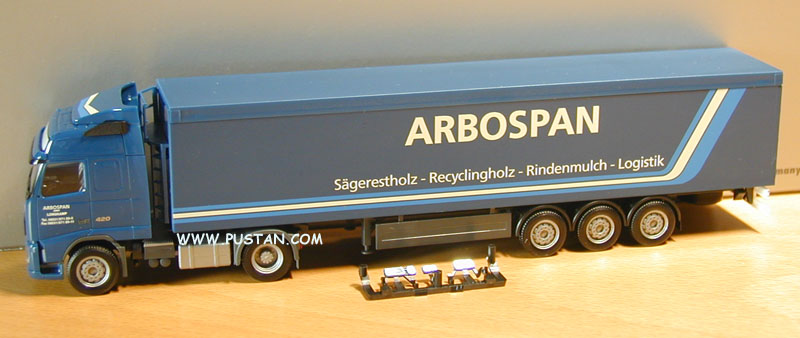 ARBOSPAN
Sägerestholz - Recyclingholz - Rindenmulch - Logistik
ARBOSPAN
420
WWW.PUSTAN.COM